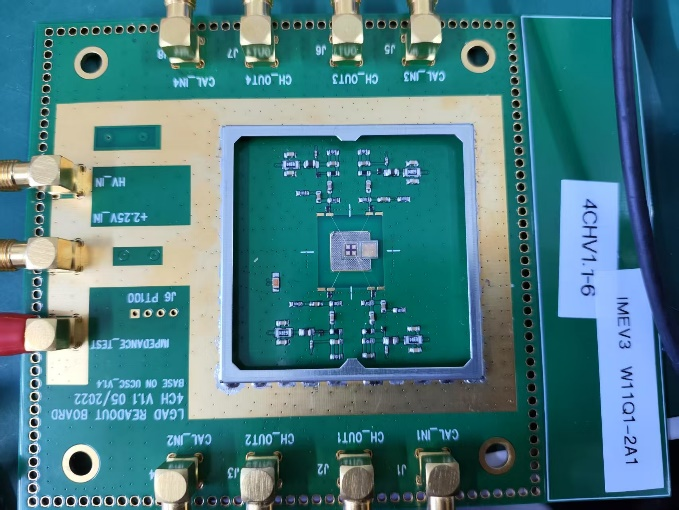 J8
J7
J6
J5
CAL_IN4
CH_OUT4
CH_OUT3
CAL_IN3
HV_IN
+2.25V_IN
J6 PT100
IMPEDANCE_TEST
LGAD READOUT BOARD
4CH V1.1 05/2022
BASE ON UCSC_V1.4
CAL_IN2
CH_OUT2
CH_OUT1
CAL_IN1
4
J3
J2
J1
4CHV1.1-6
IMEV3 W11Q1-2A1